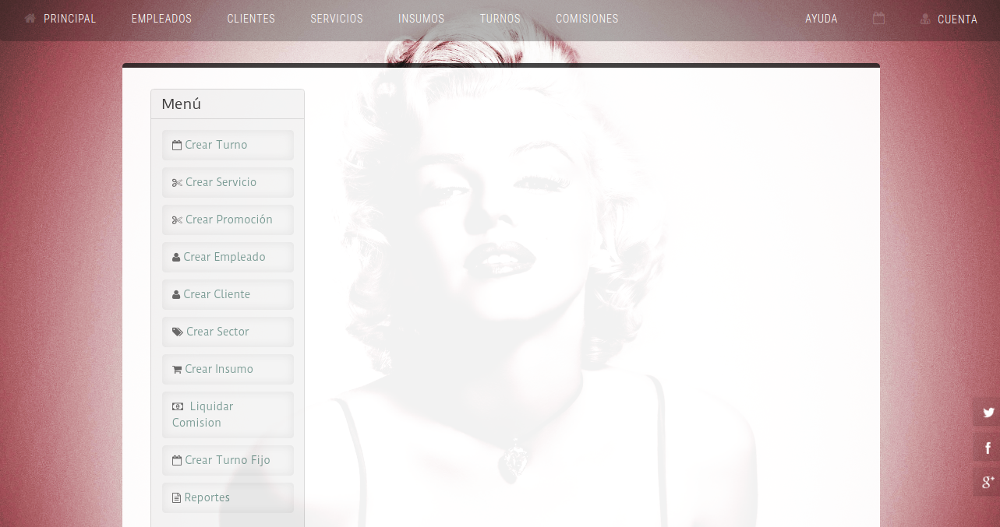 PRINCIPAL EMPLEADOS CLIENTES SERVICIOS INSUMOS TURNOS COMISIONES AYUDA CUENTA
Menú
Crear Turno
Crear Servicio
Crear Promoción
Crear Empleado
Crear Cliente
Crear Sector
Crear Insumo
Liquidar
Comision
Crear Turno Fijo
Reportes